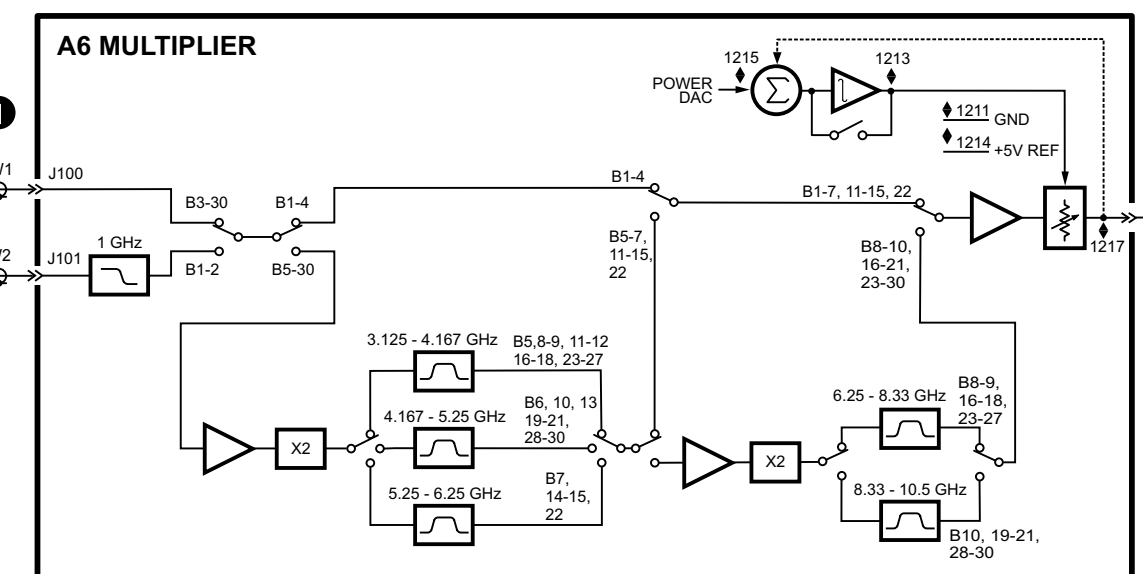 A6 MULTIPLIER
1215
1213
POWER
DAC
Σ
1211
GND
1214
+5V REF
J100
B3-30
B1-4
B1-4
B1-7, 11-15, 22
1 GHz
J101
B1-2
B5-30
B5-7,
11-15,
22
B8-10,
16-21,
23-30
1217
3.125 - 4.167 GHz
B5,8-9, 11-12
16-18, 23-27
4.167 - 5.25 GHz
B6, 10, 13
19-21,
28-30
X2
5.25 - 6.25 GHz
B7,
14-15,
22
6.25 - 8.33 GHz
B8-9,
16-18,
23-27
X2
8.33 - 10.5 GHz
B10, 19-21,
28-30